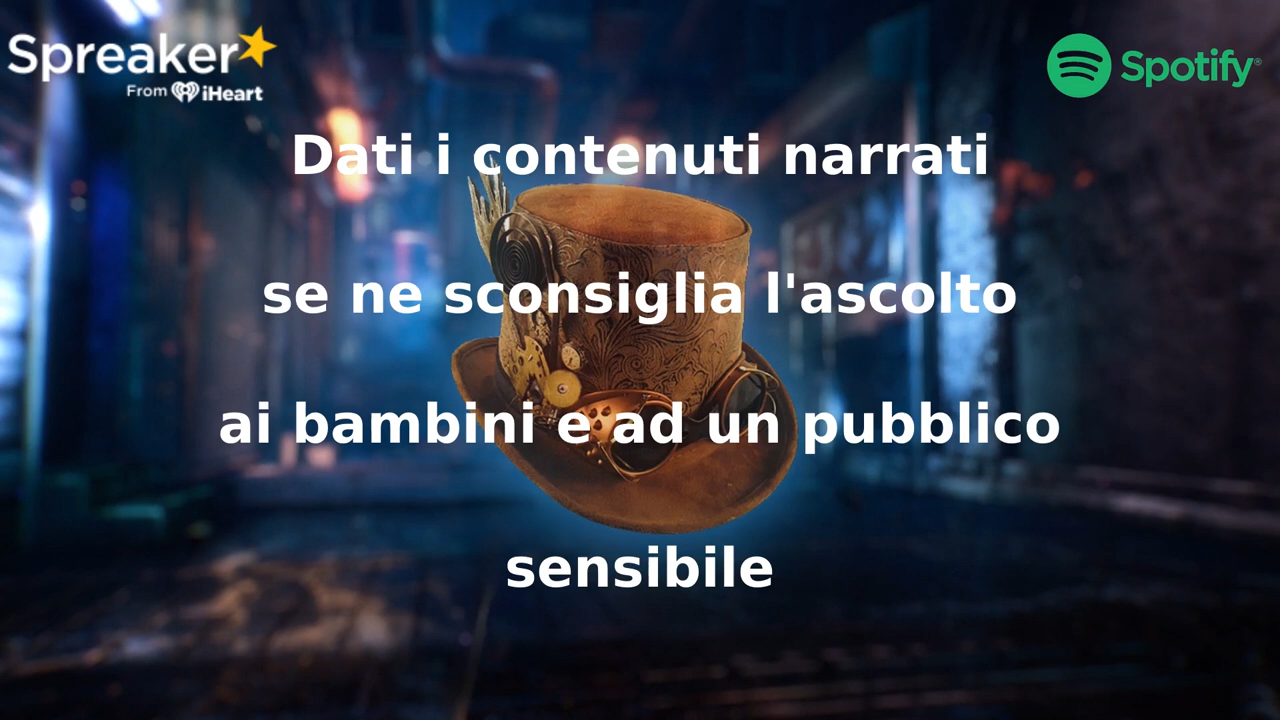 Spreaker
From iHeart
Spotify®
Dati i contenuti narrati
se ne sconsiglia l'ascolto
ai bambini e ad un pubblico
sensibile